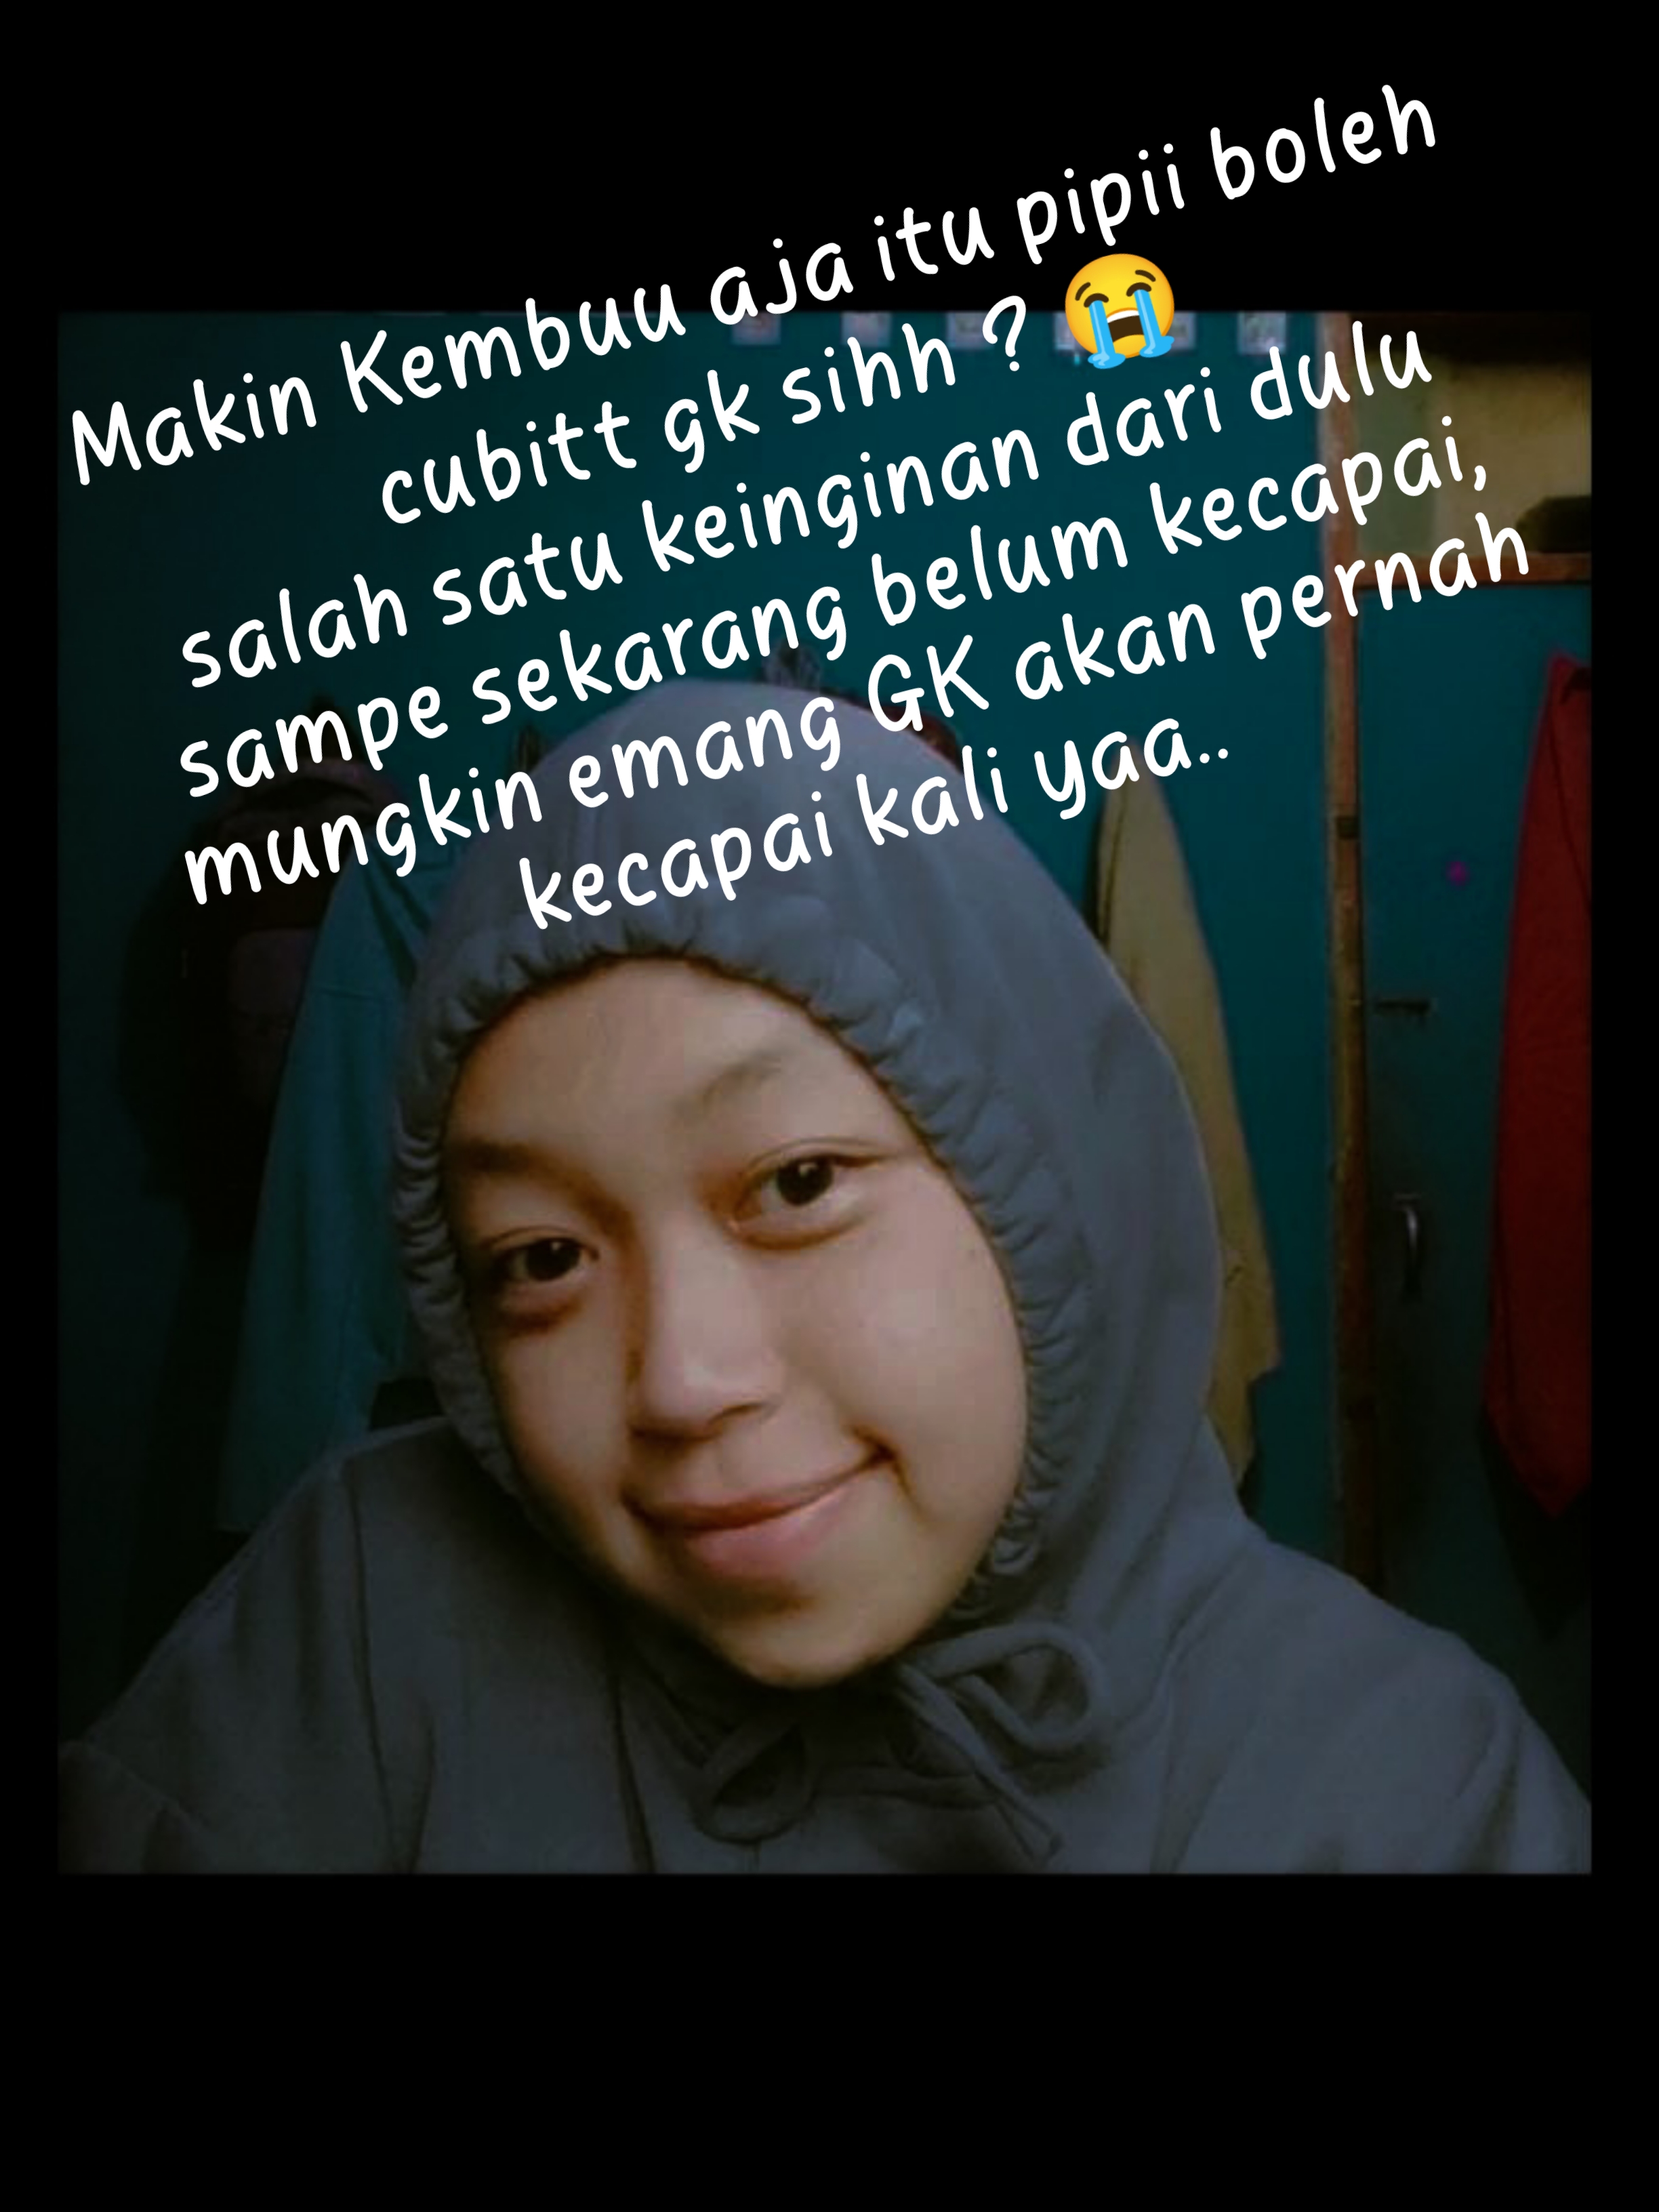 Makin Kembuu aja itu pipii boleh
cubitt gk sihh ? 😭
salah satu keinginan dari dulu
sampe sekarang belum kecapai,
mungkin emang GK akan pernah
kecapai kali yaa..